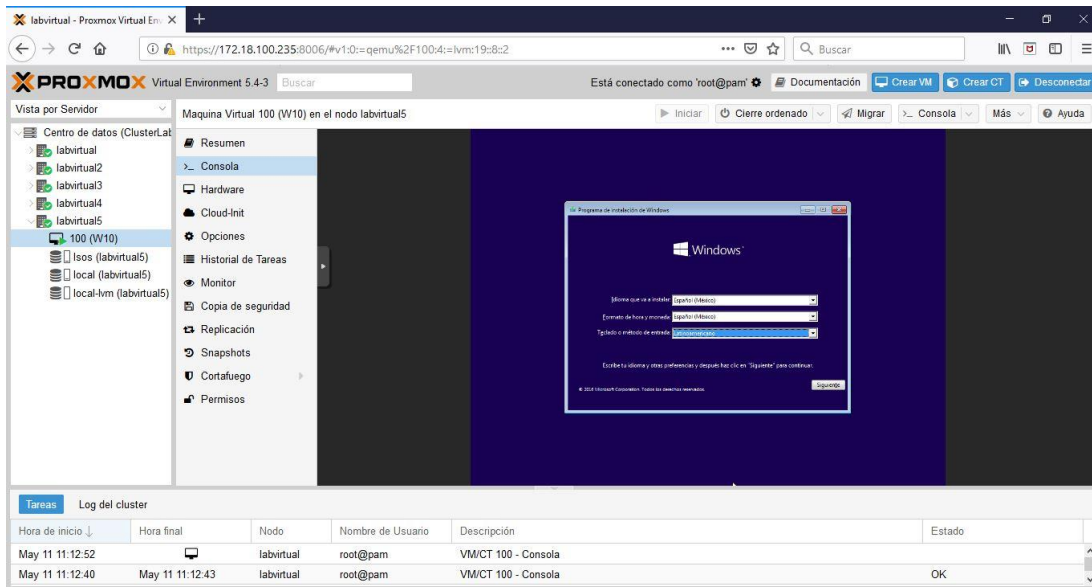 labvirtual - Proxmox Virtual Env
https://172.18.100.235:8006/#v1:0:=qemu%2F100:4:=lvm:19::8::2
Buscar
PROXMOX Virtual Environment 5.4-3 Buscar
Está conectado como 'root@pam' Documentación Crear VM Crear CT Desconectar
Vista por Servidor
Maquina Virtual 100 (W10) en el nodo labvirtual5
Iniciar Cierre ordenado Migrar >_ Consola Más Ayuda
Centro de datos (ClusterLab
labvirtual
labvirtual2
labvirtual3
labvirtual4
labvirtual5
100 (W10)
Isos (labvirtual5)
local (labvirtual5)
local-lvm (labvirtual5)
Resumen
>_ Consola
Hardware
Cloud-Init
Opciones
Historial de Tareas
Monitor
Copia de seguridad
Replicación
Snapshots
Cortafuego
Permisos
Programa de instalación de Windows
Windows
Idioma que va a instalar: Español (México)
Formato de hora y moneda: Español (México)
Teclado o método de entrada: Latinoamericano
Escribe tu idioma y otras preferencias y después haz clic en "Siguiente" para continuar.
Microsoft Corporation. Todos los derechos reservados.
Siguiente
Tareas Log del cluster
Hora de inicio ↓ Hora final Nodo Nombre de Usuario Descripción Estado
May 11 11:12:52 labvirtual root@pam VM/CT 100 - Consola
May 11 11:12:40 May 11 11:12:43 labvirtual root@pam VM/CT 100 - Consola OK